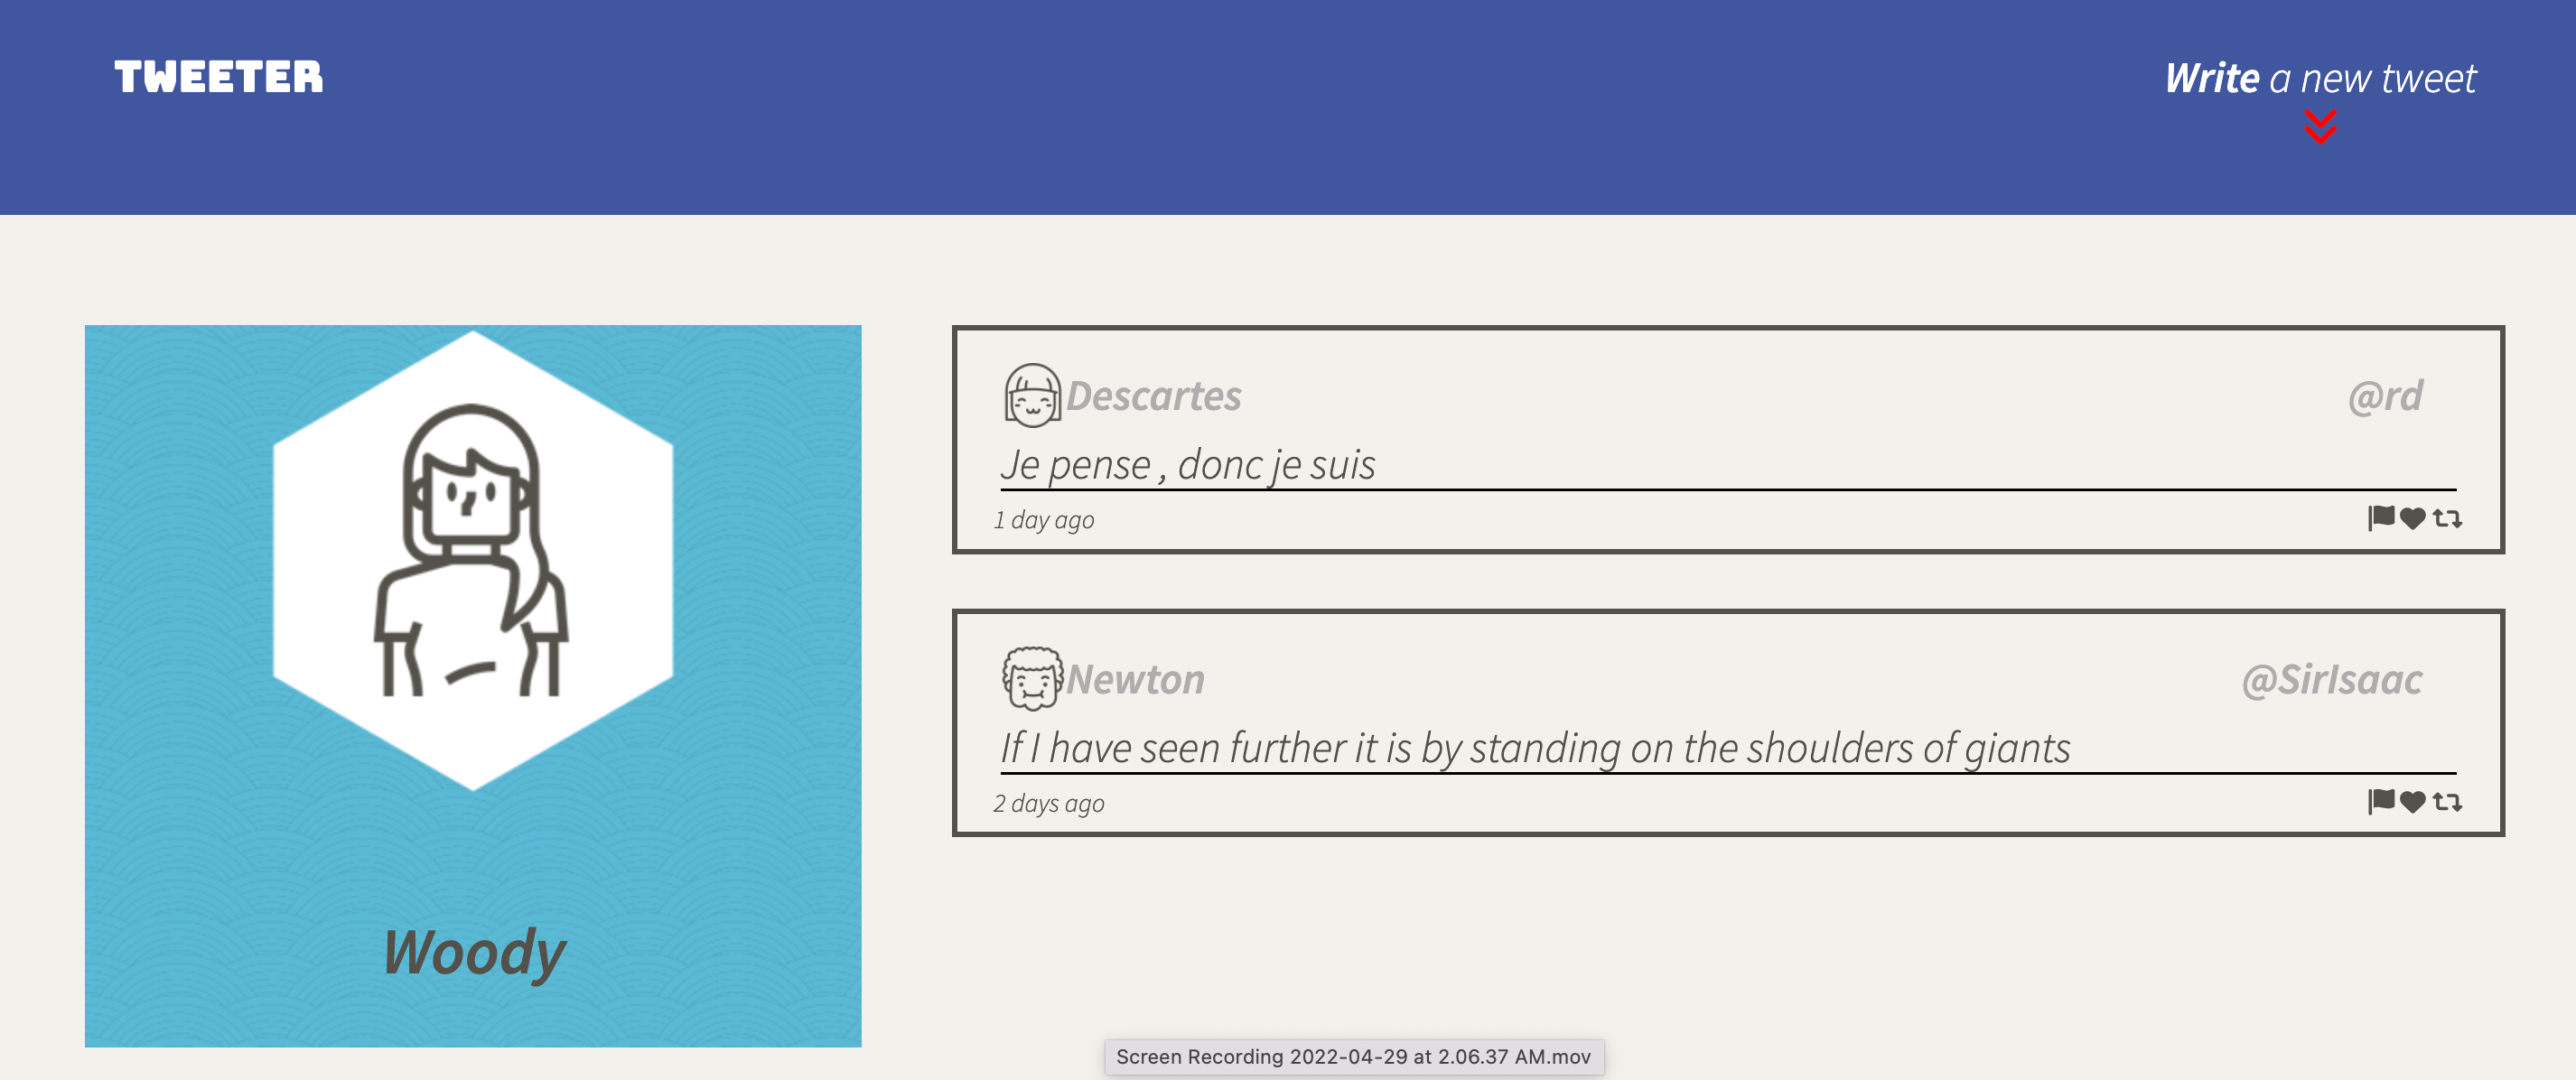 TWEETER
Write a new tweet
Descartes
@rd
Je pense , donc je suis
1 day ago
Newton
@SirIsaac
If I have seen further it is by standing on the shoulders of giants
2 days ago
Woody
Screen Recording 2022-04-29 at 2.06.37 AM.mov